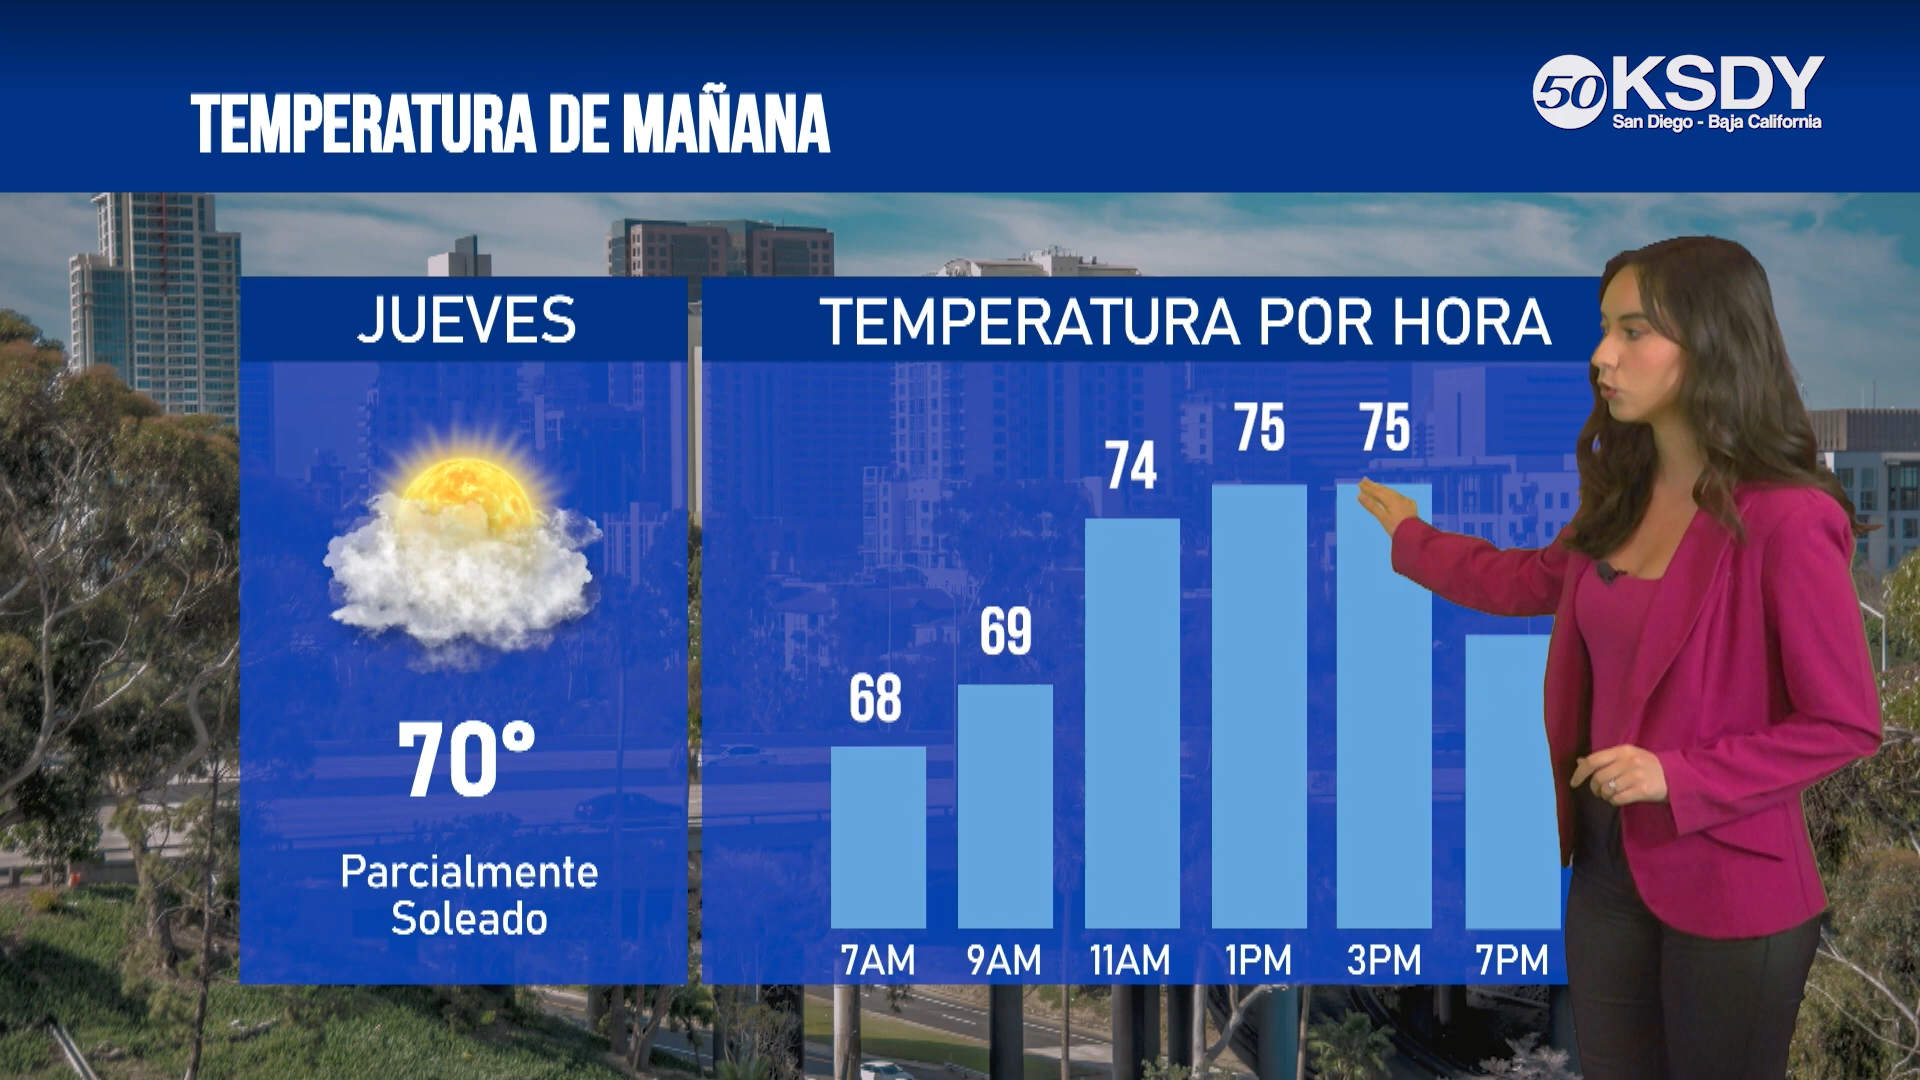 TEMPERATURA DE MAÑANA
50 KSDY
San Diego - Baja California
JUEVES
70°
Parcialmente
Soleado
TEMPERATURA POR HORA
68 69 74 75 75
7AM 9AM 11AM 1PM 3PM 7PM